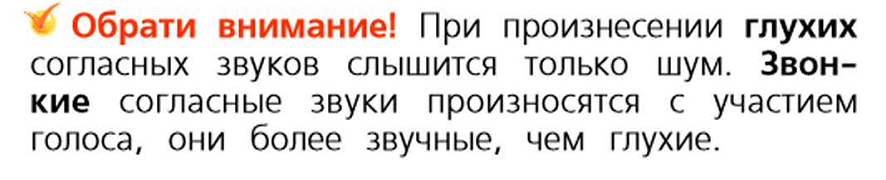 Обрати внимание! При произнесении глухих
согласных звуков слышится только шум. Звон-
кие согласные звуки произносятся с участием
голоса, они более звучные, чем глухие.